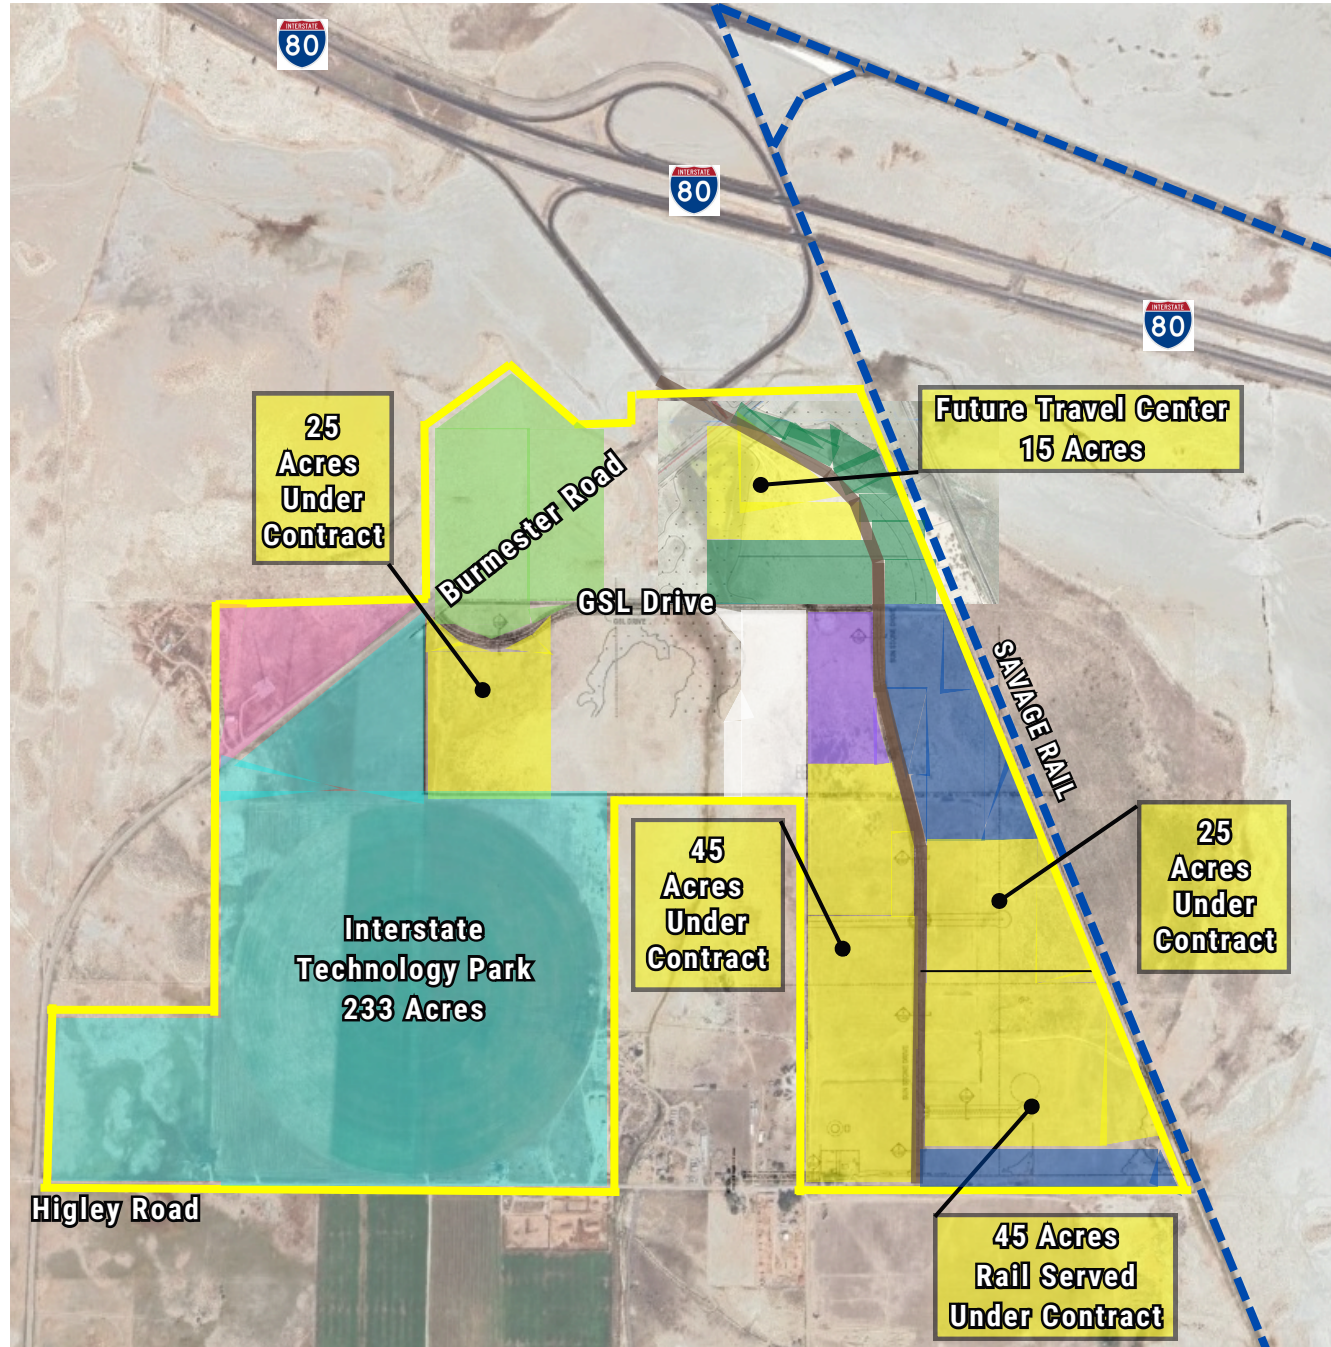 INTERSTATE
80
INTERSTATE
80
INTERSTATE
80
25
Acres
Under
Contract
Future Travel Center
15 Acres
Burmester Road
GSL Drive
GSL DRIVE
SAVAGE RAIL
45
Acres
Under
Contract
25
Acres
Under
Contract
Interstate
Technology Park
233 Acres
Higley Road
45 Acres
Rail Served
Under Contract